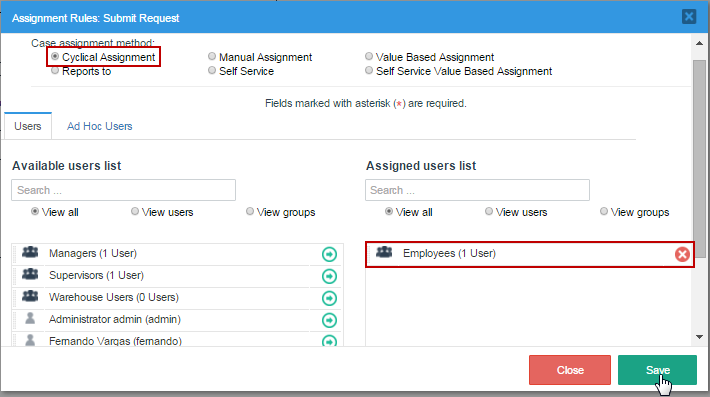 Assignment Rules: Submit Request
Case assignment method:
Cyclical Assignment Manual Assignment Value Based Assignment
Reports to Self Service Self Service Value Based Assignment
Fields marked with asterisk (*) are required.
Users Ad Hoc Users
Available users list
Search ...
View all View users View groups
Managers (1 User)
Supervisors (1 User)
Warehouse Users (0 Users)
Administrator admin (admin)
Fernando Vargas (fernando)
Assigned users list
Search ...
View all View users View groups
Employees (1 User)
Close Save